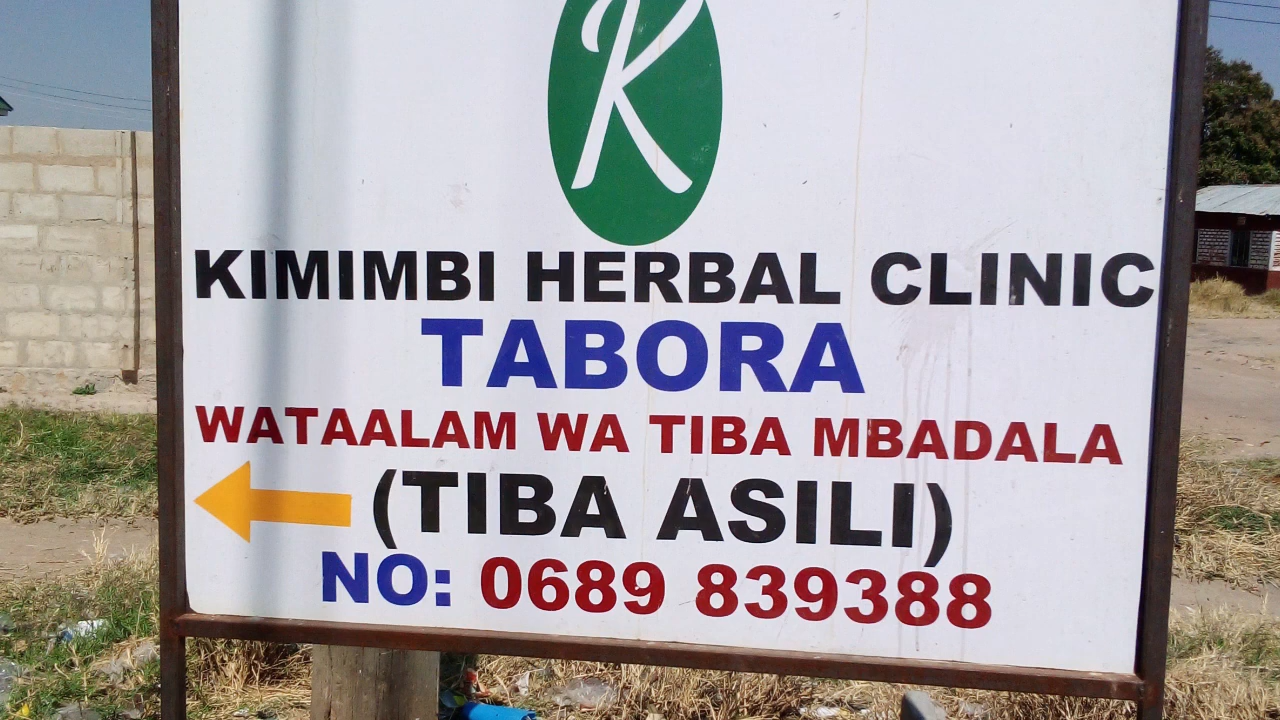 K
KIMIMBI HERBAL CLINIC
TABORA
WATAALAM WA TIBA MBADALA
(TIBA ASILI)
NO: 0689 839388